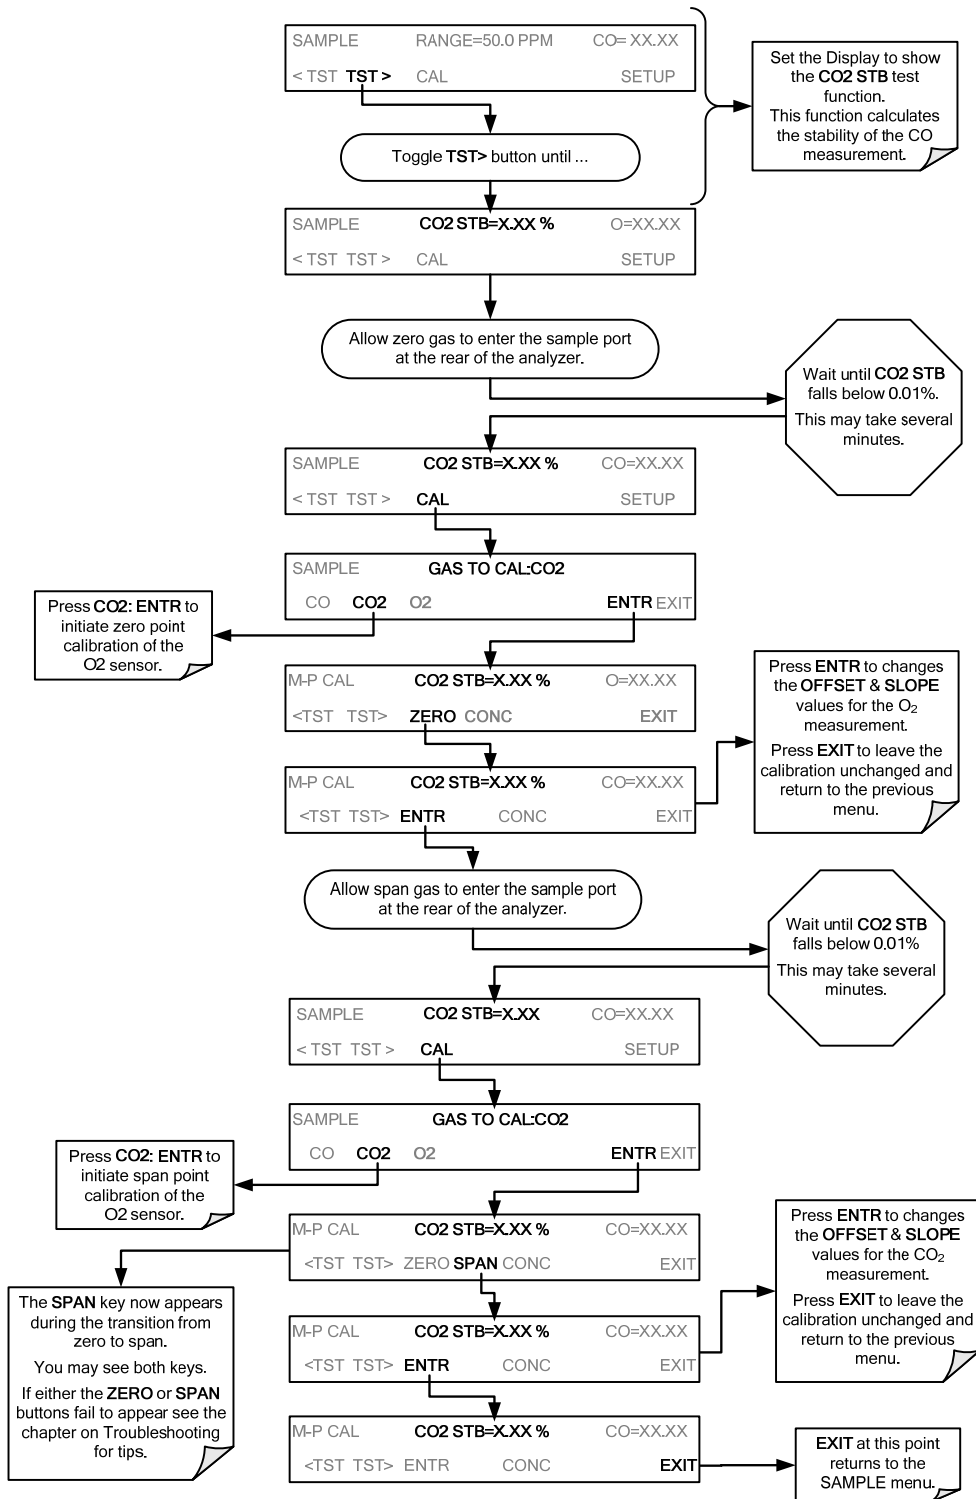 SAMPLE RANGE=50.0 PPM CO= XX.XX
< TST TST > CAL SETUP
Set the Display to show
the CO2 STB test
function.
This function calculates
the stability of the CO
measurement.
Toggle TST> button until ...
SAMPLE CO2 STB=X.XX % O=XX.XX
< TST TST > CAL SETUP
Allow zero gas to enter the sample port
at the rear of the analyzer.
Wait until CO2 STB
falls below 0.01%.
This may take several
minutes.
SAMPLE CO2 STB=X.XX % CO=XX.XX
< TST TST > CAL SETUP
SAMPLE GAS TO CAL:CO2
CO CO2 O2 ENTR EXIT
Press CO2: ENTR to
initiate zero point
calibration of the
O2 sensor.
M-P CAL CO2 STB=X.XX % O=XX.XX
<TST TST> ZERO CONC EXIT
Press ENTR to changes
the OFFSET & SLOPE
values for the O₂
measurement.
Press EXIT to leave the
calibration unchanged and
return to the previous
menu.
M-P CAL CO2 STB=X.XX % CO=XX.XX
<TST TST> ENTR CONC EXIT
Allow span gas to enter the sample port
at the rear of the analyzer.
Wait until CO2 STB
falls below 0.01%
This may take several
minutes.
SAMPLE CO2 STB=X.XX CO=XX.XX
< TST TST > CAL SETUP
SAMPLE GAS TO CAL:CO2
CO CO2 O2 ENTR EXIT
Press CO2: ENTR to
initiate span point
calibration of the
O2 sensor.
M-P CAL CO2 STB=X.XX % CO=XX.XX
<TST TST> ZERO SPAN CONC EXIT
Press ENTR to changes
the OFFSET & SLOPE
values for the CO₂
measurement.
Press EXIT to leave the
calibration unchanged and
return to the previous
menu.
The SPAN key now appears
during the transition from
zero to span.
You may see both keys.
If either the ZERO or SPAN
buttons fail to appear see the
chapter on Troubleshooting
for tips.
M-P CAL CO2 STB=X.XX % CO=XX.XX
<TST TST> ENTR CONC EXIT
M-P CAL CO2 STB=X.XX % CO=XX.XX
<TST TST> ENTR CONC EXIT
EXIT at this point
returns to the
SAMPLE menu.